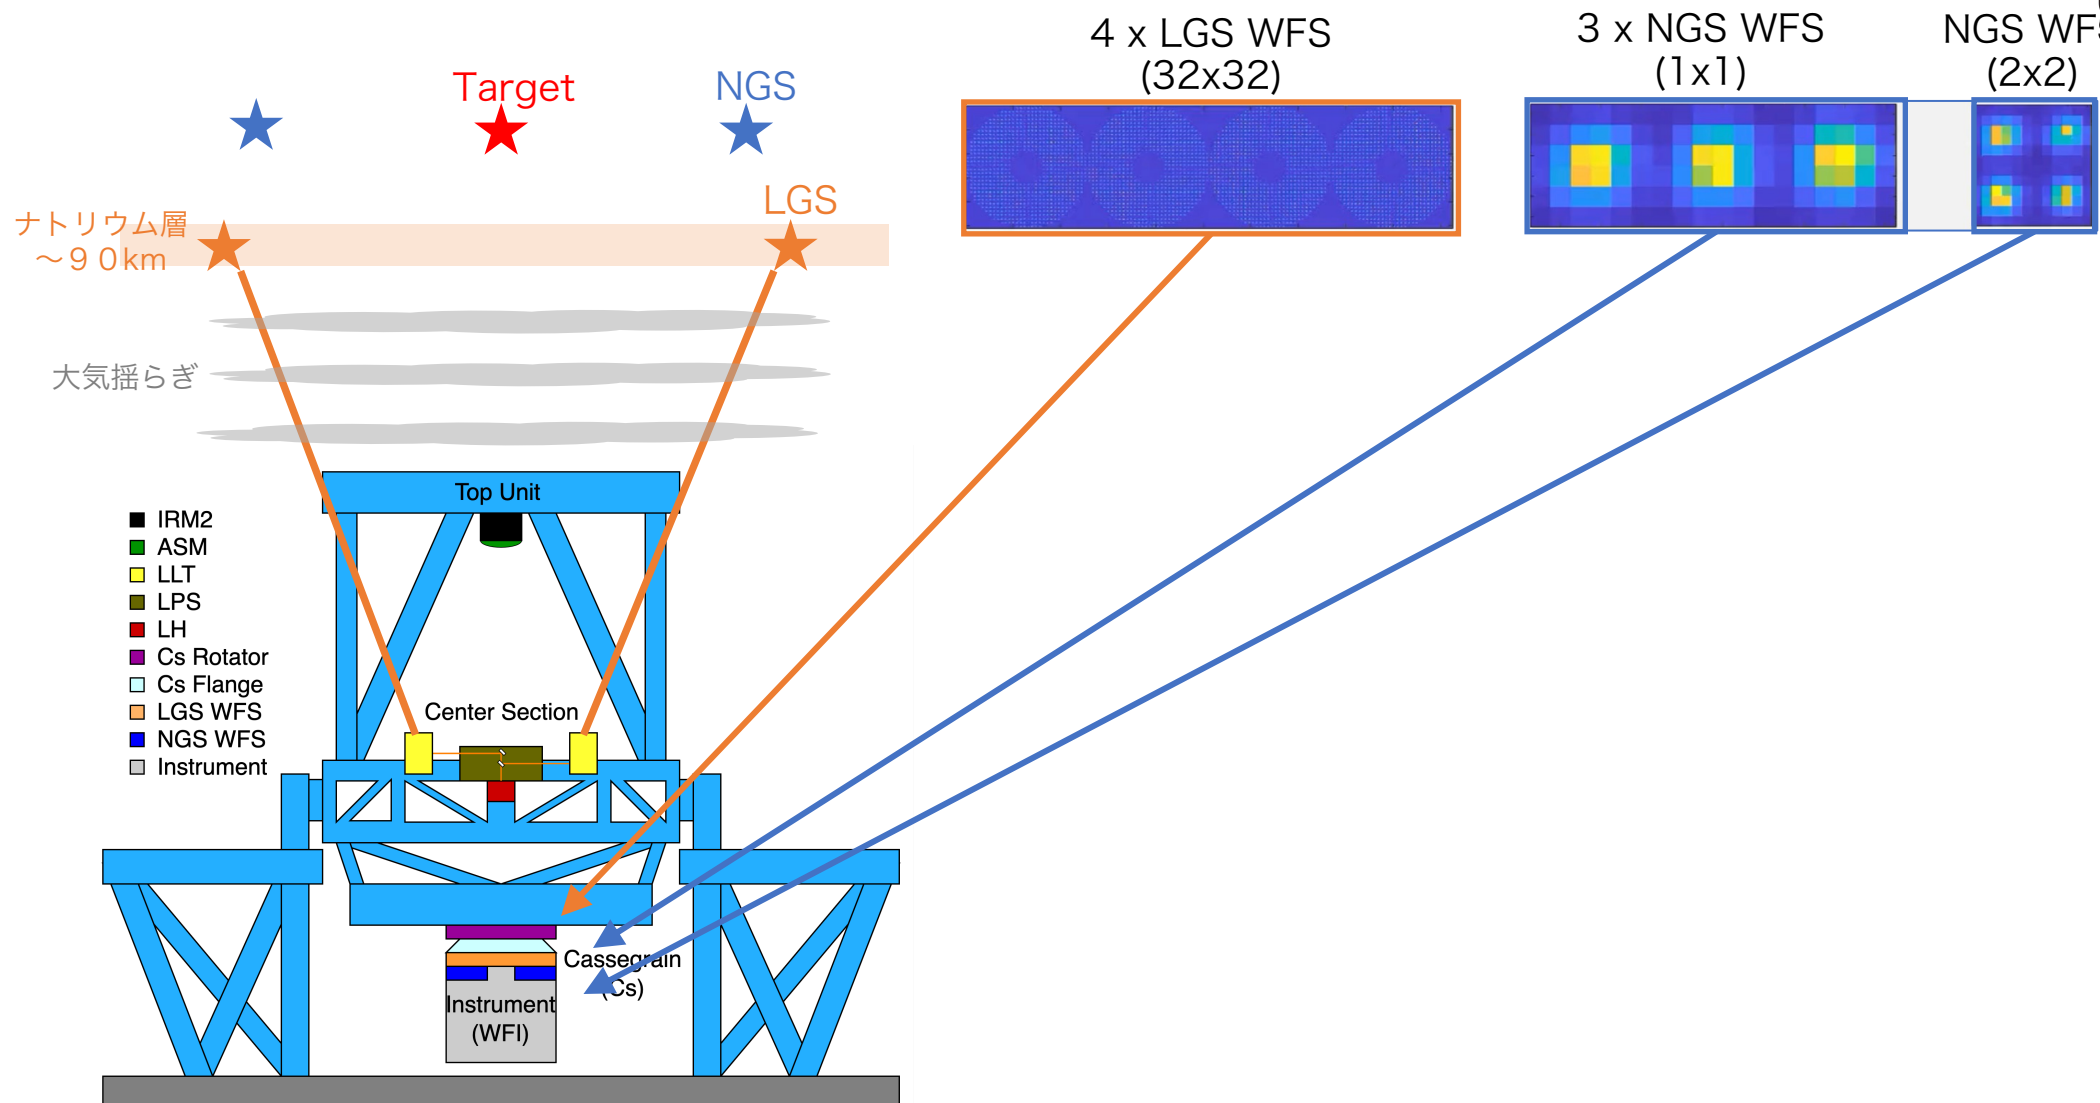 4 x LGS WFS
(32x32)
3 x NGS WFS
(1x1)
NGS WFS
(2x2)
Target
NGS
LGS
ナトリウム層
〜９０km
大気揺らぎ
Top Unit
IRM2
ASM
LLT
LPS
LH
Cs Rotator
Cs Flange
LGS WFS
NGS WFS
Instrument
Center Section
Cassegrain
(Cs)
Instrument
(WFI)